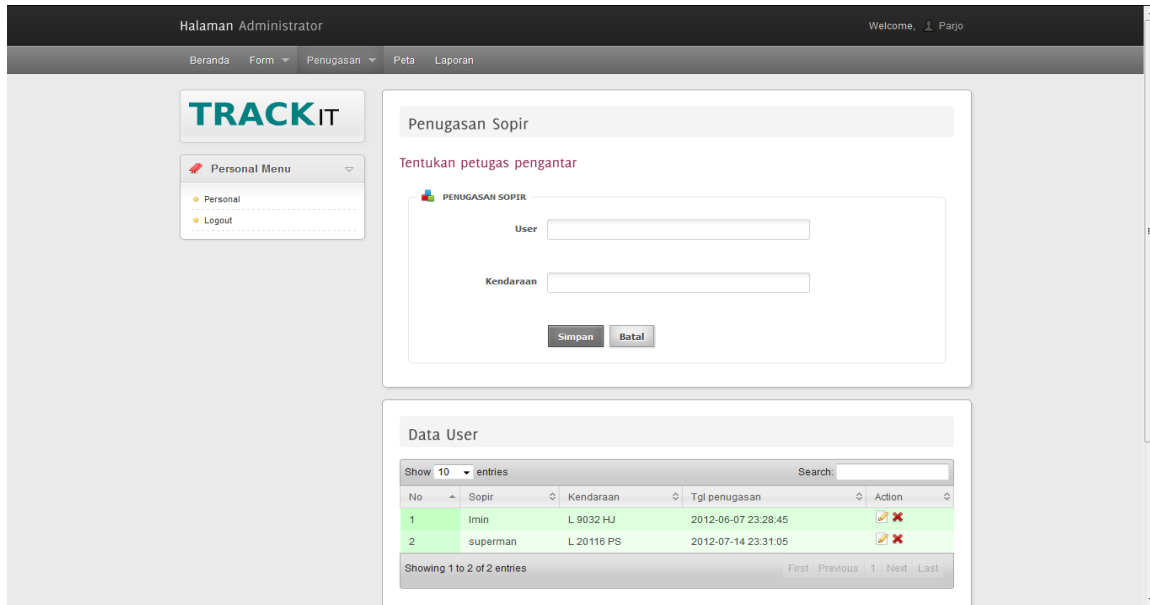 Halaman Administrator
Welcome, Parjo
Beranda Form Penugasan Peta Laporan
TRACKIT
Personal Menu
Personal
Logout
Penugasan Sopir
Tentukan petugas pengantar
PENUGASAN SOPIR
User
Kendaraan
Simpan Batal
Data User
Show 10 entries Search:
No Sopir Kendaraan Tgl penugasan Action
1 Imin L 9032 HJ 2012-06-07 23:28:45
2 superman L 20116 PS 2012-07-14 23:31:05
Showing 1 to 2 of 2 entries First Previous 1 Next Last